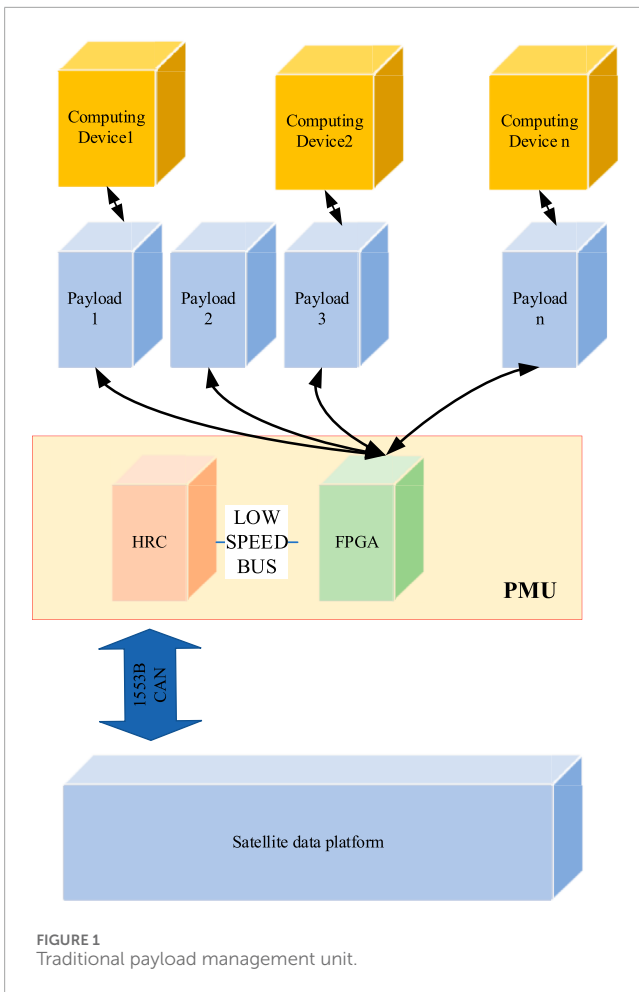 Computing
Device1
Computing
Device2
Computing
Device n
Payload
1
Payload
2
Payload
3
Payload
n
HRC
LOW
SPEED
BUS
FPGA
PMU
1553B
CAN
Satellite data platform
FIGURE 1
Traditional payload management unit.